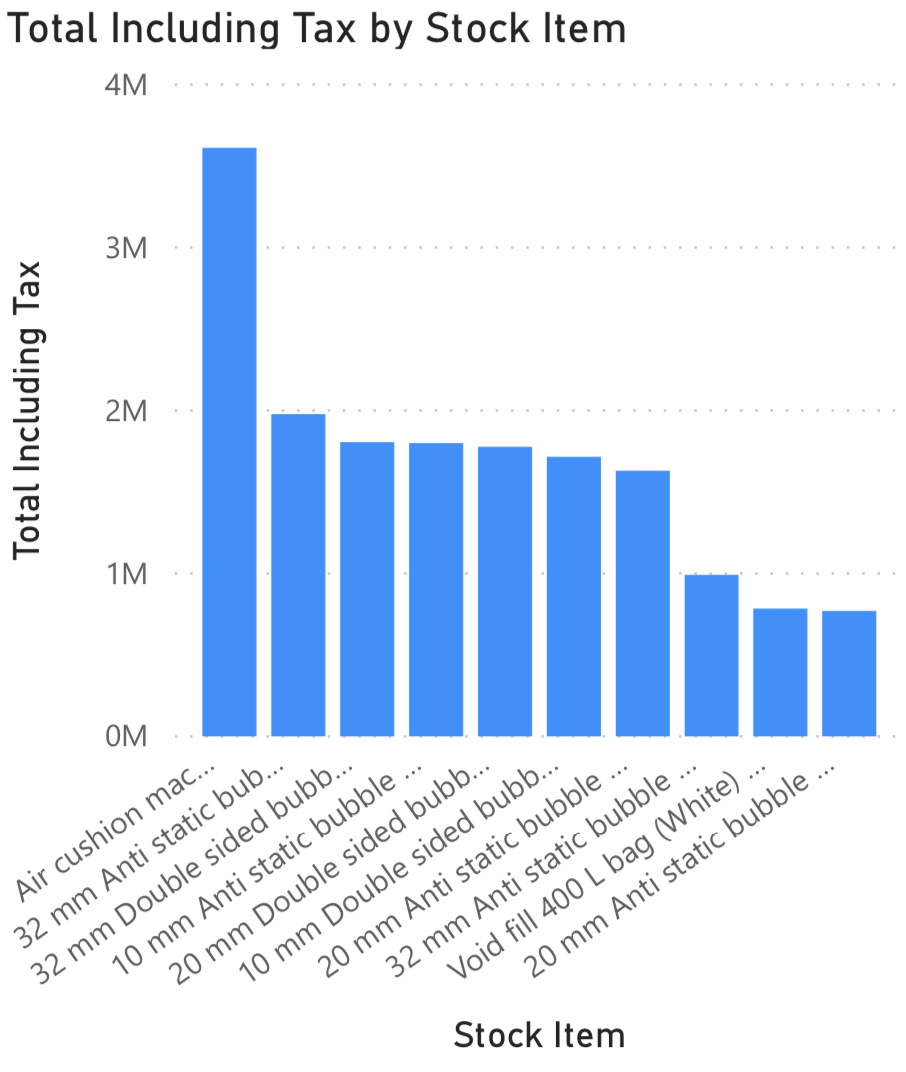 Total Including Tax by Stock Item
4M
3M
2M
1M
0M
Total Including Tax
Air cushion mac...
32 mm Anti static bub...
32 mm Double sided bubb...
10 mm Anti static bubble ...
20 mm Double sided bubb...
10 mm Double sided bubb...
20 mm Anti static bubble ...
32 mm Anti static bubble ...
Void fill 400 L bag (White) ...
20 mm Anti static bubble ...
Stock Item